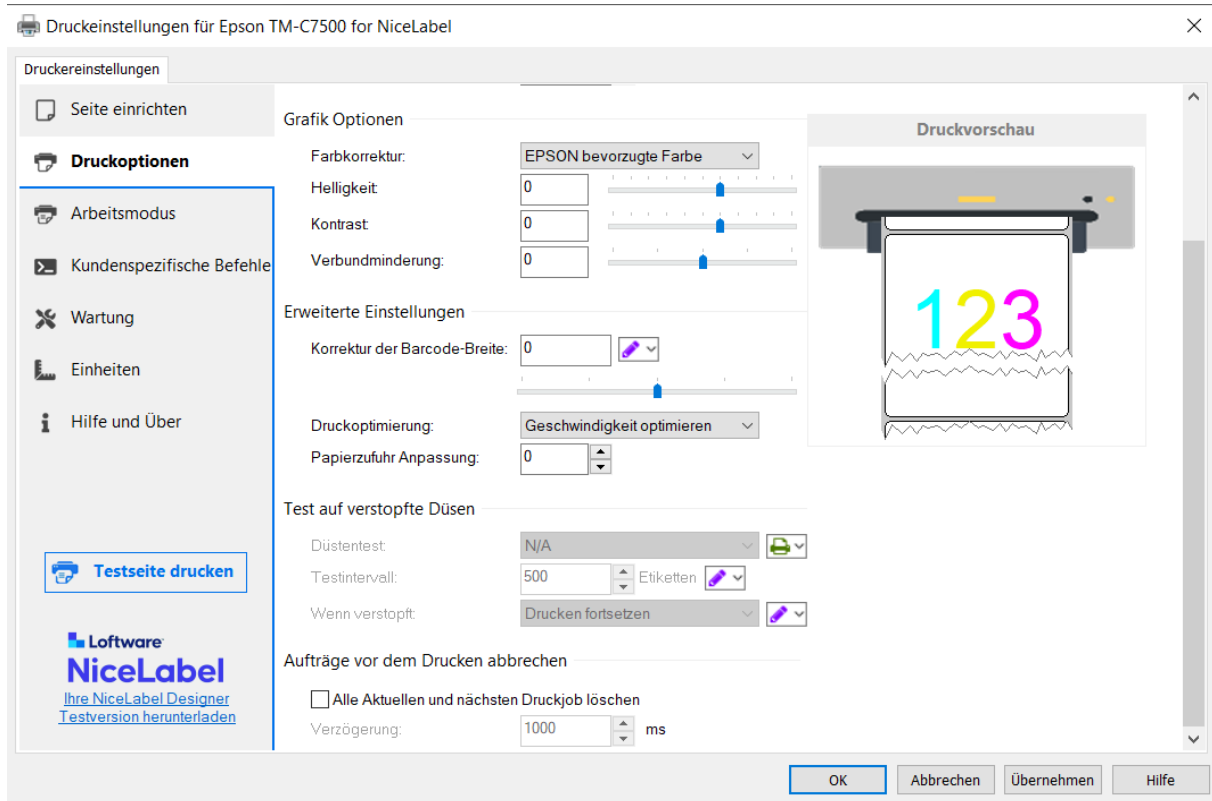 Druckeinstellungen für Epson TM-C7500 for NiceLabel
Druckereinstellungen
Seite einrichten
Druckoptionen
Arbeitsmodus
Kundenspezifische Befehle
Wartung
Einheiten
Hilfe und Über
Testseite drucken
Loftware
NiceLabel
Ihre NiceLabel Designer
Testversion herunterladen
Grafik Optionen
Farbkorrektur: EPSON bevorzugte Farbe
Helligkeit: 0
Kontrast: 0
Verbundminderung: 0
Erweiterte Einstellungen
Korrektur der Barcode-Breite: 0
Druckoptimierung: Geschwindigkeit optimieren
Papierzufuhr Anpassung: 0
Test auf verstopfte Düsen
Düstentest: N/A
Testintervall: 500 Etiketten
Wenn verstopft: Drucken fortsetzen
Aufträge vor dem Drucken abbrechen
Alle Aktuellen und nächsten Druckjob löschen
Verzögerung: 1000 ms
Druckvorschau
123
OK Abbrechen Übernehmen Hilfe